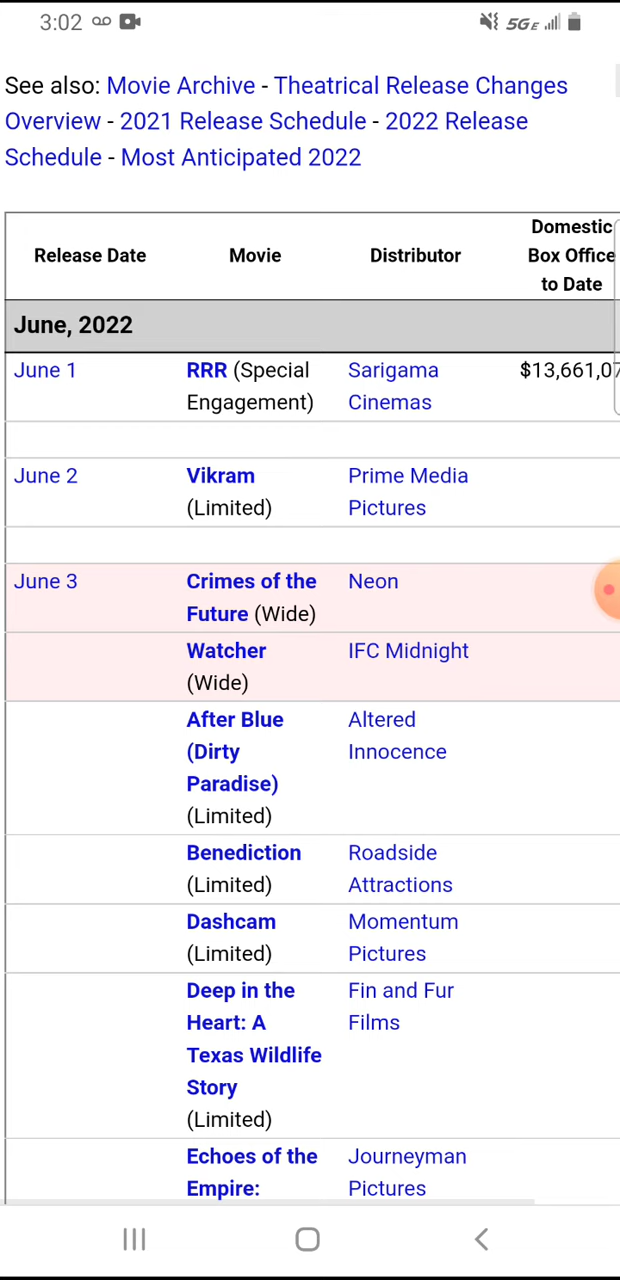 3:02
5GE
See also: Movie Archive - Theatrical Release Changes
Overview - 2021 Release Schedule - 2022 Release
Schedule - Most Anticipated 2022
Release Date Movie Distributor Domestic
Box Office
to Date
June, 2022
June 1 RRR (Special Sarigama $13,661,07
Engagement) Cinemas
June 2 Vikram Prime Media
(Limited) Pictures
June 3 Crimes of the Neon
Future (Wide)
Watcher IFC Midnight
(Wide)
After Blue Altered
(Dirty Innocence
Paradise)
(Limited)
Benediction Roadside
(Limited) Attractions
Dashcam Momentum
(Limited) Pictures
Deep in the Fin and Fur
Heart: A Films
Texas Wildlife
Story
(Limited)
Echoes of the Journeyman
Empire: Pictures